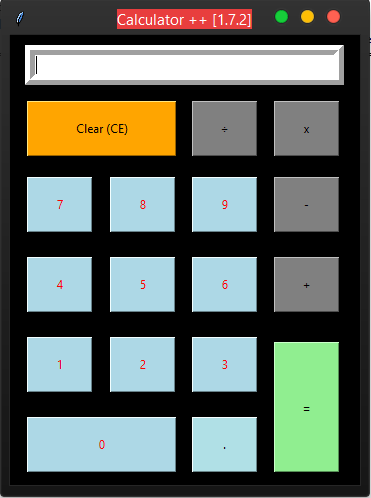 Calculator ++ [1.7.2]
Clear (CE) ÷ x
7 8 9 -
4 5 6 +
1 2 3
=
0 .